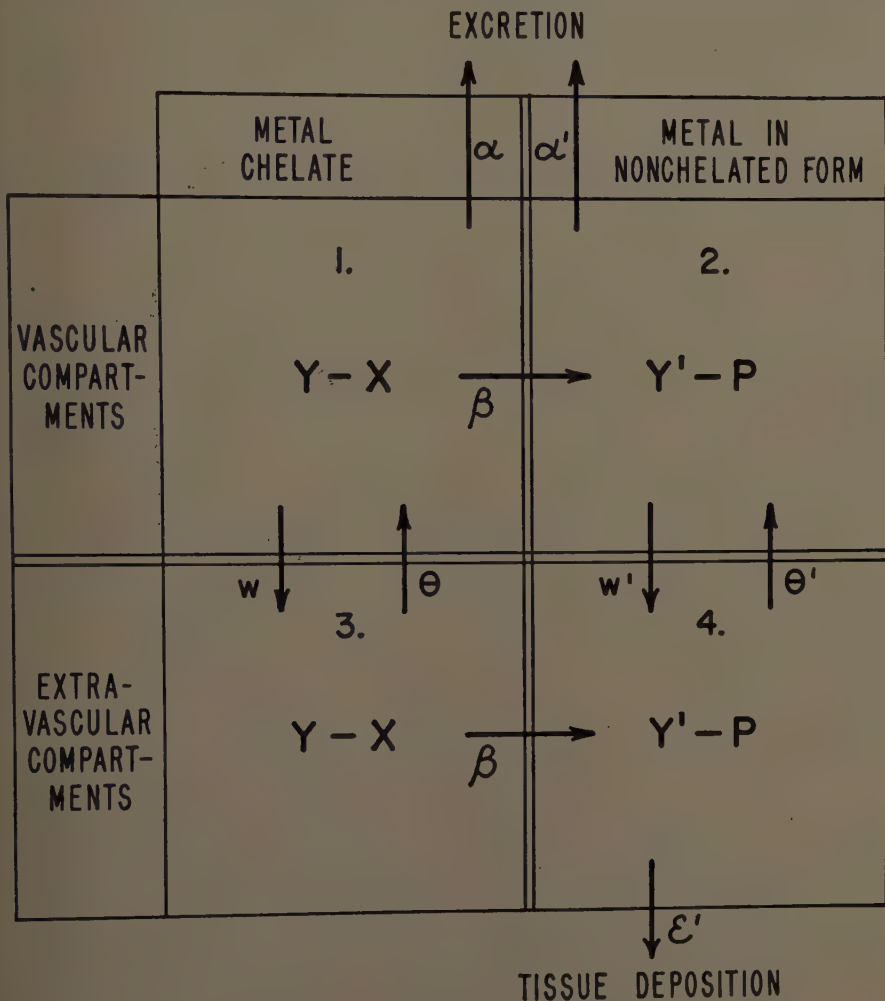 EXCRETION
METAL
CHELATE
α
α'
METAL IN
NONCHELATED FORM
VASCULAR
COMPART-
MENTS
1.
Y – X
β
2.
Y' – P
w
θ
w'
θ'
EXTRA-
VASCULAR
COMPART-
MENTS
3.
Y – X
β
4.
Y' – P
ε'
TISSUE DEPOSITION